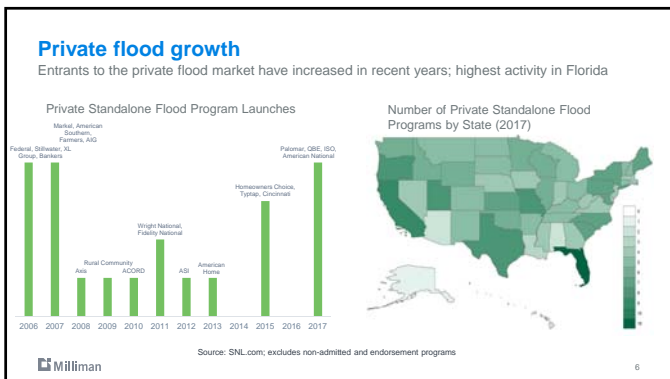 Private flood growth
Entrants to the private flood market have increased in recent years; highest activity in Florida
Private Standalone Flood Program Launches
Federal, Stillwater, XL
Group, Bankers
Markel, American
Southern,
Farmers, AIG
Axis
Rural Community
ACORD
Wright National,
Fidelity National
ASI
American
Home
Homeowners Choice,
Typtap, Cincinnati
Palomar, QBE, ISO,
American National
2006 2007 2008 2009 2010 2011 2012 2013 2014 2015 2016 2017
Number of Private Standalone Flood
Programs by State (2017)
Source: SNL.com; excludes non-admitted and endorsement programs
Milliman
6